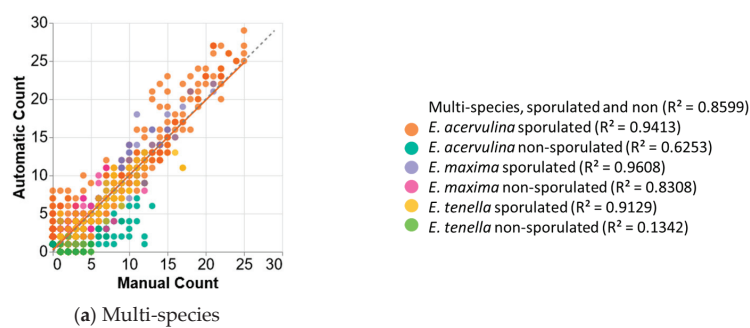 30
25
20
15
10
5
0
Automatic Count
0 5 10 15 20 25 30
Manual Count
(a) Multi-species
Multi-species, sporulated and non (R² = 0.8599)
E. acervulina sporulated (R² = 0.9413)
E. acervulina non-sporulated (R² = 0.6253)
E. maxima sporulated (R² = 0.9608)
E. maxima non-sporulated (R² = 0.8308)
E. tenella sporulated (R² = 0.9129)
E. tenella non-sporulated (R² = 0.1342)